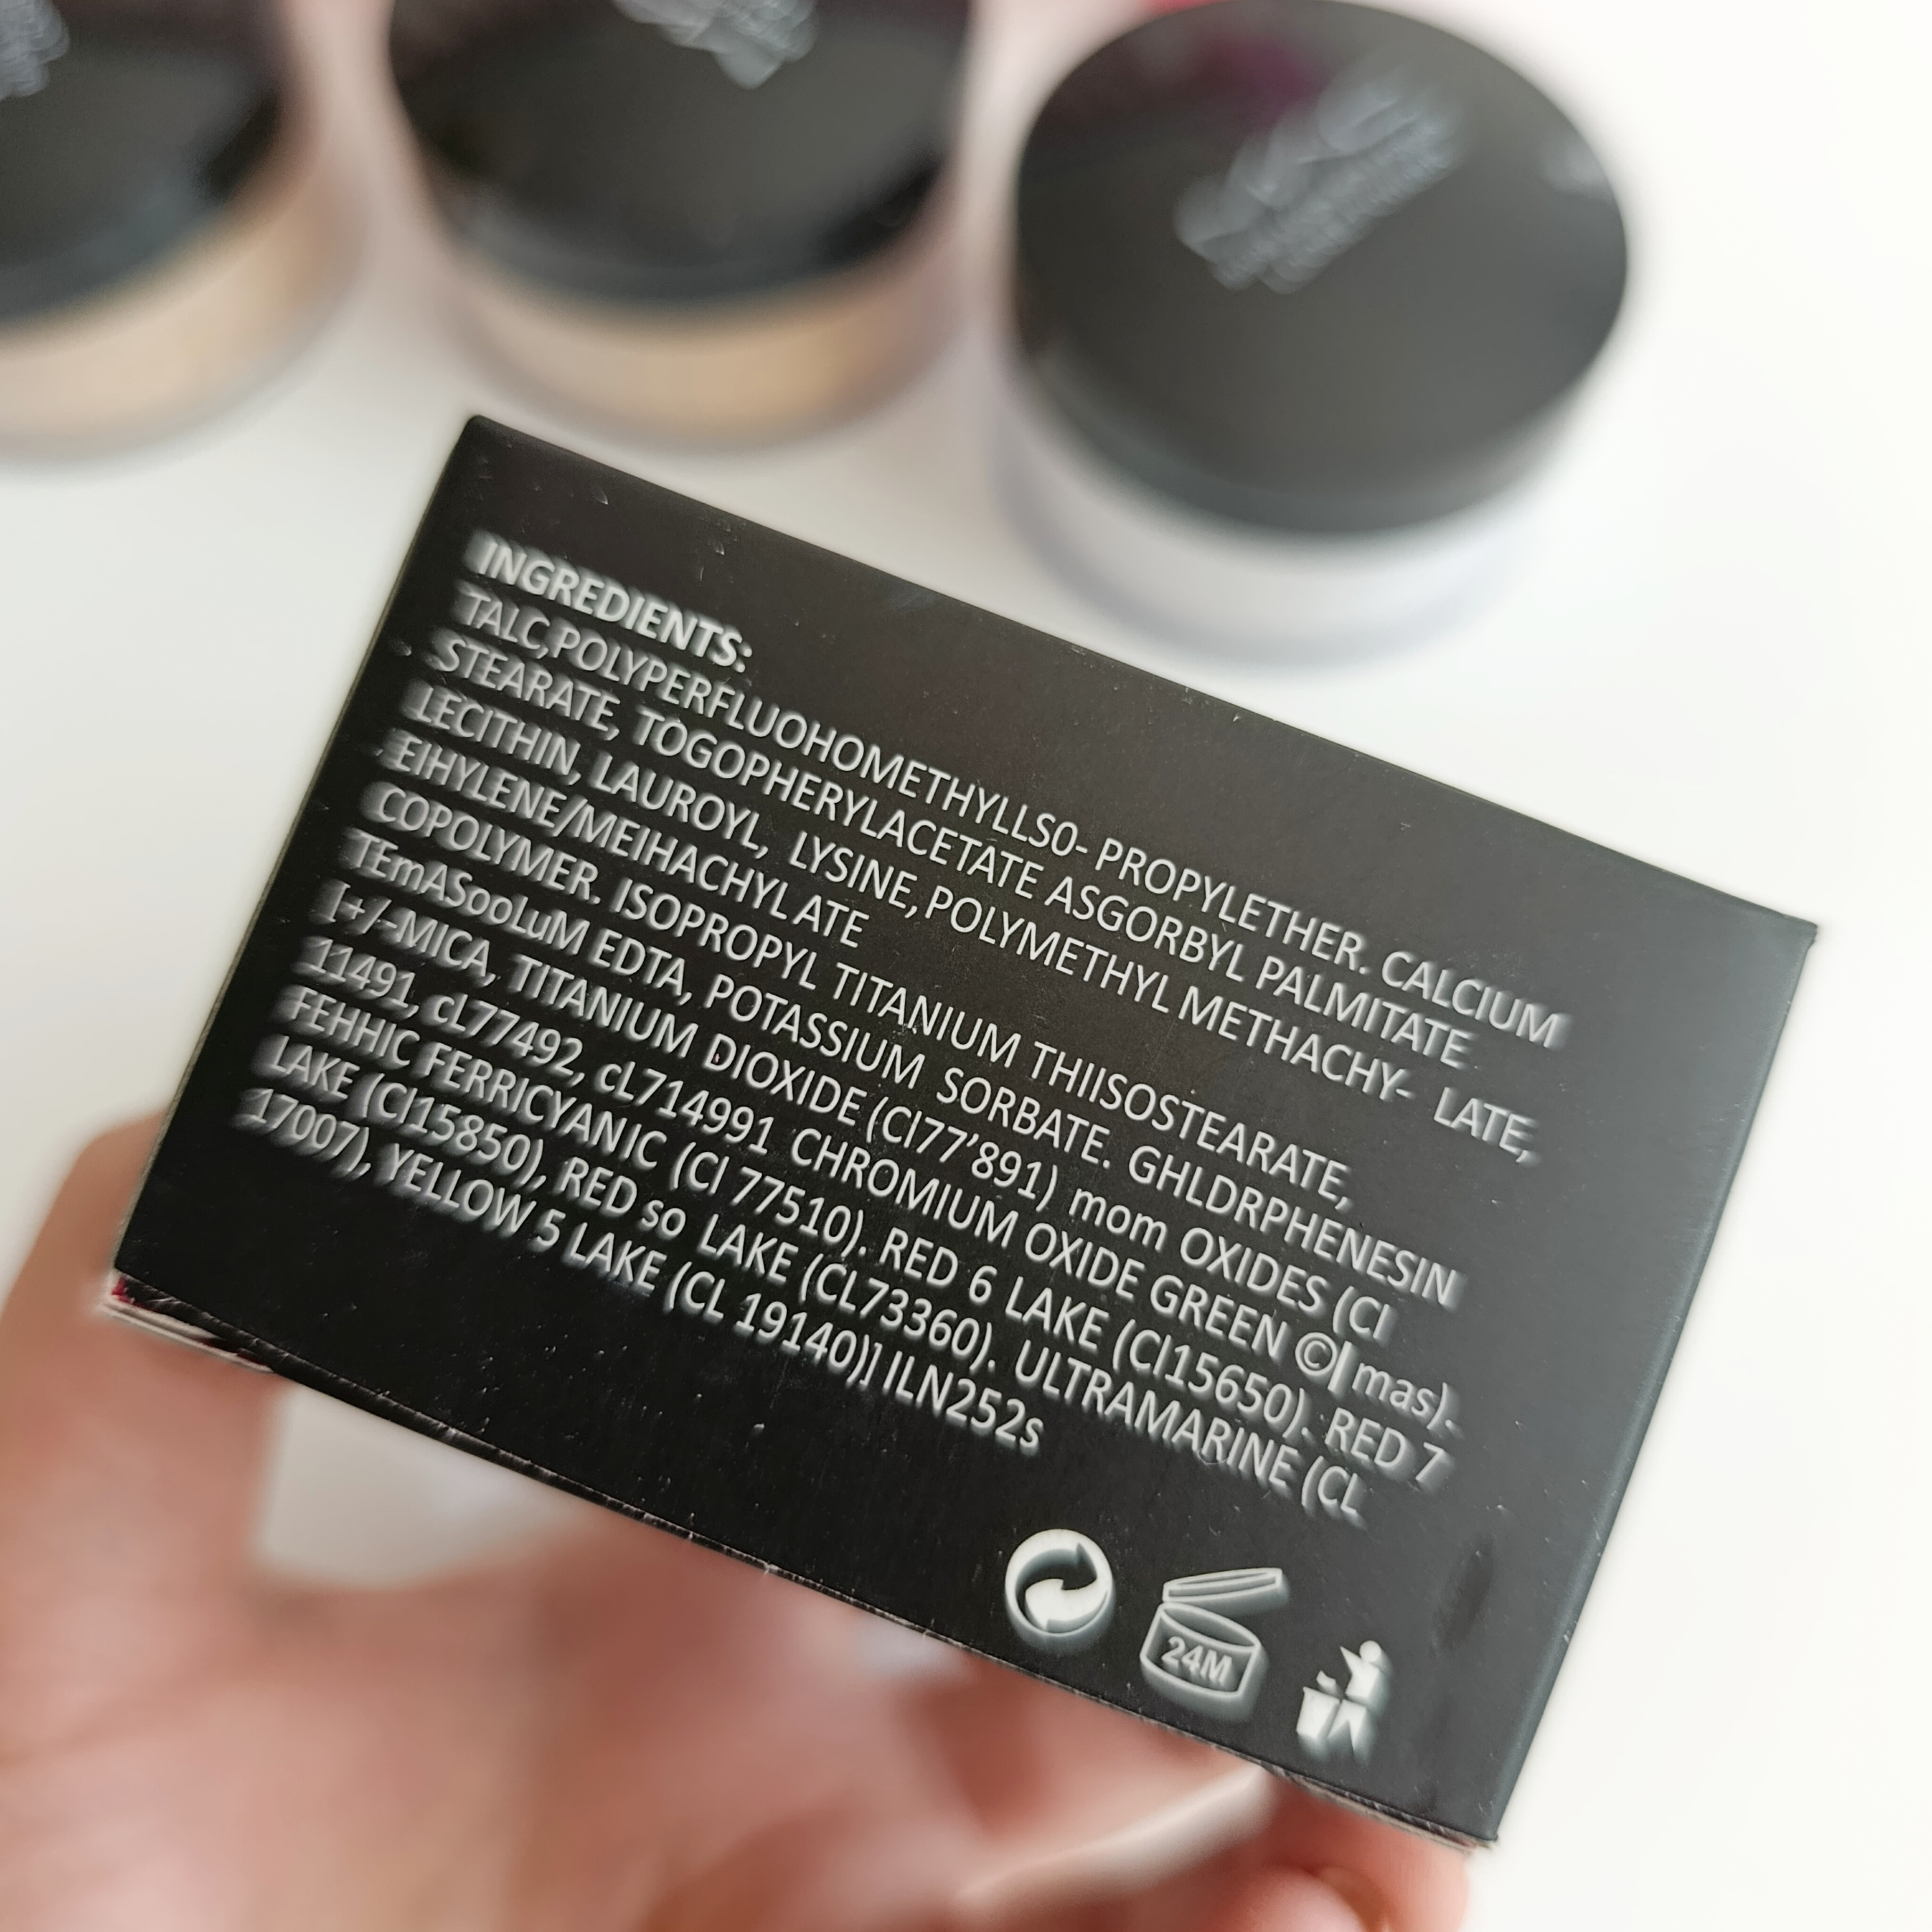 INGREDIENTS:
TALC,POLYPERFLUOHOMETHYLLS0- PROPYLETHER. CALCIUM
STEARATE, TOGOPHERYLACETATE ASGORBYL PALMITATE
LECITHIN, LAUROYL, LYSINE,POLYMETHYL METHACHY- LATE,
EIHYLENE/MEIHACHYL ATE
COPOLYMER. ISOPROPYL TITANIUM THIISOSTEARATE,
TEmASooLuM EDTA, POTASSIUM SORBATE. GHLDRPHENESIN
[+/-MICA, TITANIUM DIOXIDE (CI77'891) mom OXIDES (CI
11491, cL77492, cL714991 CHROMIUM OXIDE GREEN ©|mas).
FEHHIC FERRICYANIC (Cl 77510). RED 6 LAKE (Cl15650). RED 7
LAKE (Cl15850), RED so LAKE (CL73360). ULTRAMARINE (CL
17007), YELLOW 5 LAKE (CL 19140)] ILN252s
24M